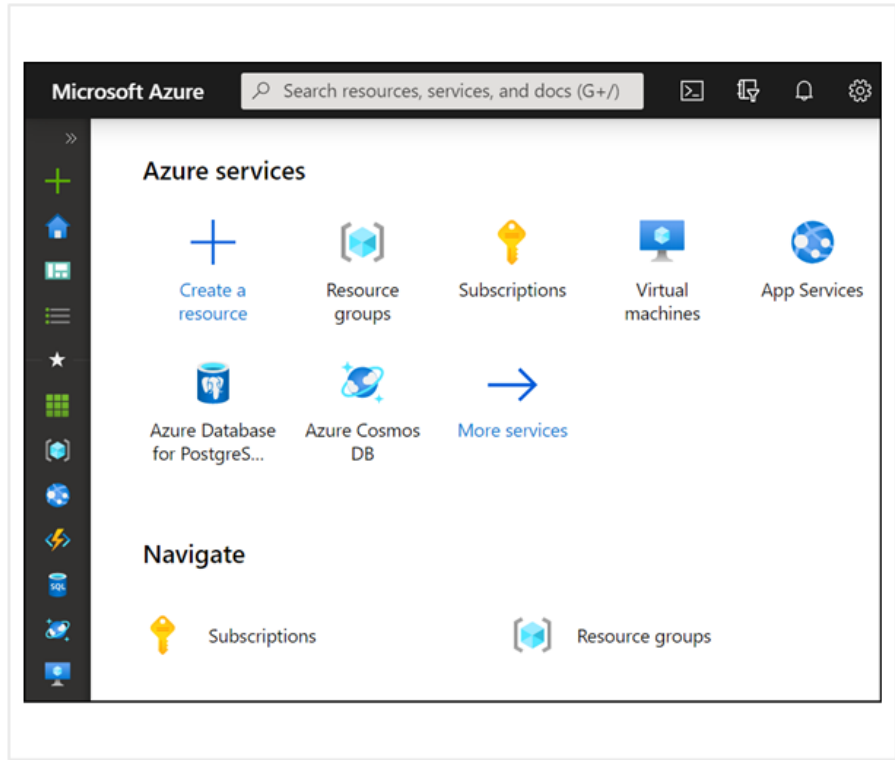 Microsoft Azure
Search resources, services, and docs (G+/)
Azure services
Create a
resource
Resource
groups
Subscriptions
Virtual
machines
App Services
Azure Database
for PostgreS...
Azure Cosmos
DB
More services
Navigate
Subscriptions
Resource groups
SQL